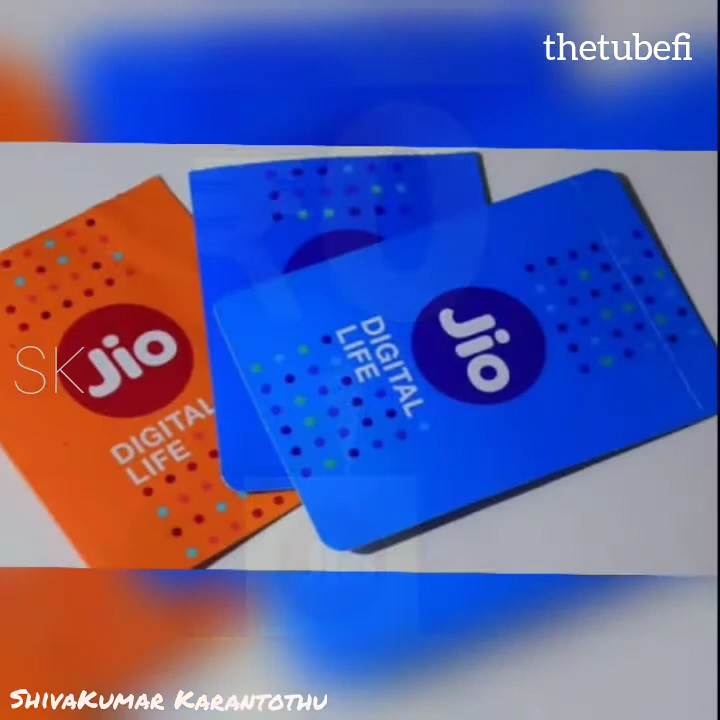 thetubefi
SK
Jio
DIGITAL
LIFE
Jio
DIGITAL
LIFE
ShivaKumar Karantothu